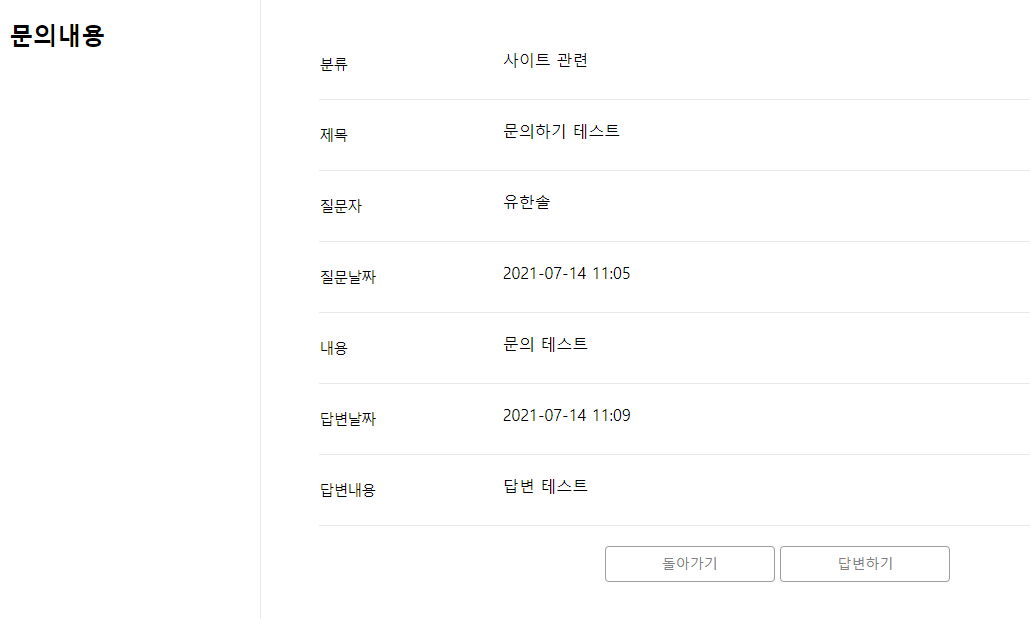 문의내용
분류 사이트 관련
제목 문의하기 테스트
질문자 유한솔
질문날짜 2021-07-14 11:05
내용 문의 테스트
답변날짜 2021-07-14 11:09
답변내용 답변 테스트
돌아가기 답변하기